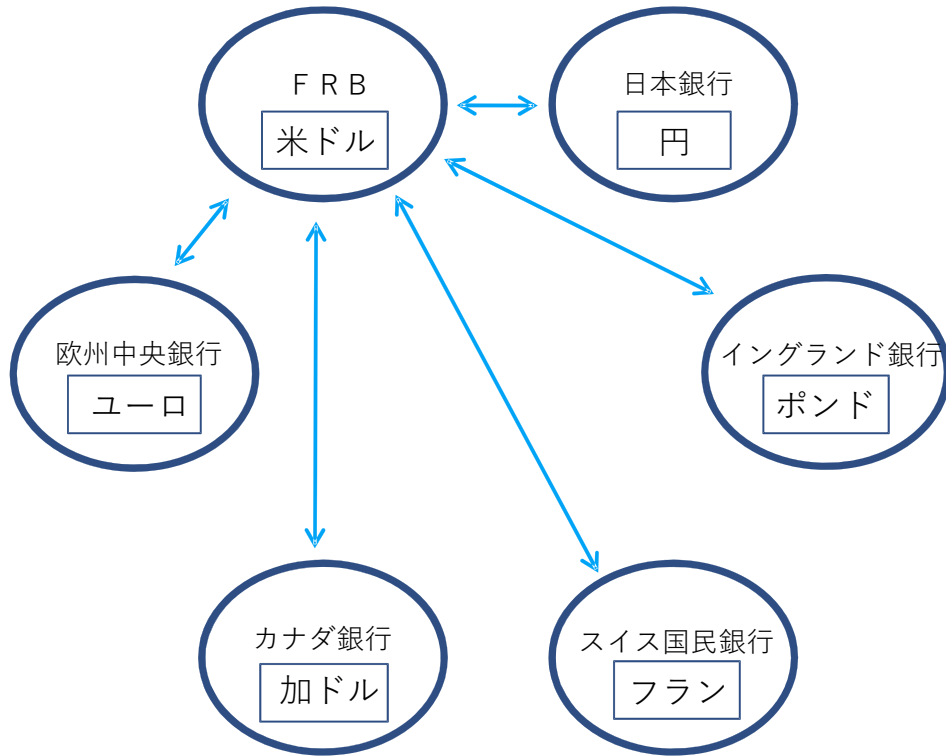 ＦＲＢ
米ドル
日本銀行
円
欧州中央銀行
ユーロ
イングランド銀行
ポンド
カナダ銀行
加ドル
スイス国民銀行
フラン